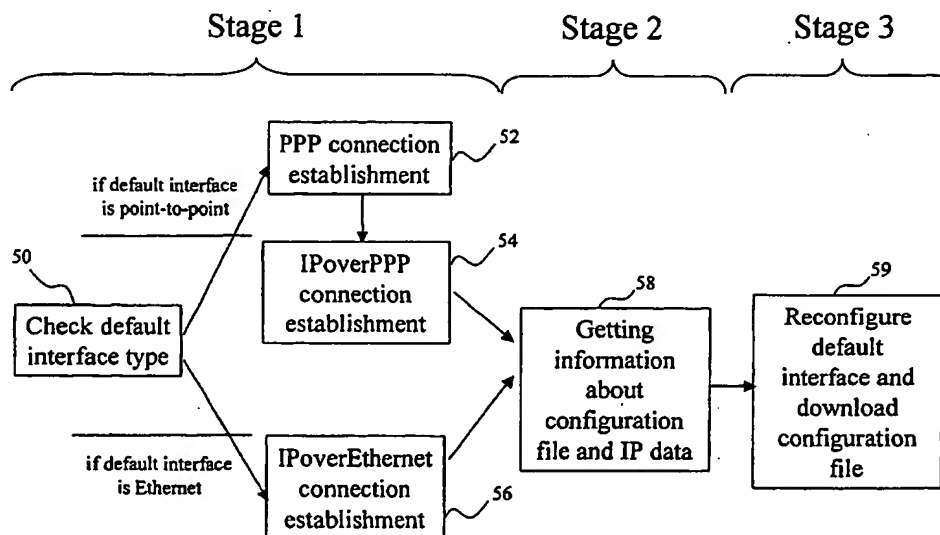 Stage 1
Stage 2
Stage 3
PPP connection
establishment
52
if default interface
is point-to-point
50
Check default
interface type
IPoverPPP
connection
establishment
54
58
Getting
information
about
configuration
file and IP data
59
Reconfigure
default
interface and
download
configuration
file
if default interface
is Ethernet
IPoverEthernet
connection
establishment
56